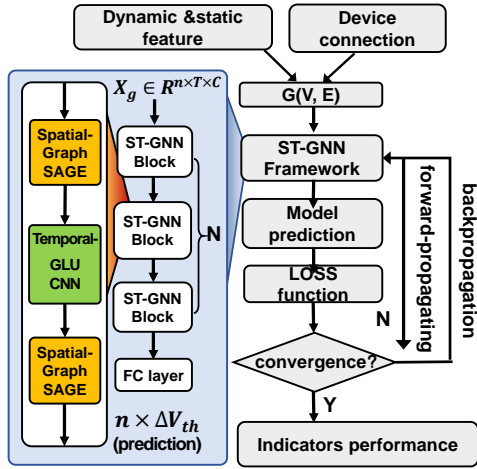 Dynamic &static
feature
Device
connection
G(V, E)
ST-GNN
Framework
Model
prediction
LOSS
function
convergence?
N
Y
Indicators performance
forward-propagating
backpropagation
Spatial-
Graph
SAGE
Temporal-
GLU
CNN
Spatial-
Graph
SAGE
X_g ∈ R^{n×T×C}
ST-GNN
Block
ST-GNN
Block
ST-GNN
Block
N
FC layer
n × ΔV_{th}
(prediction)